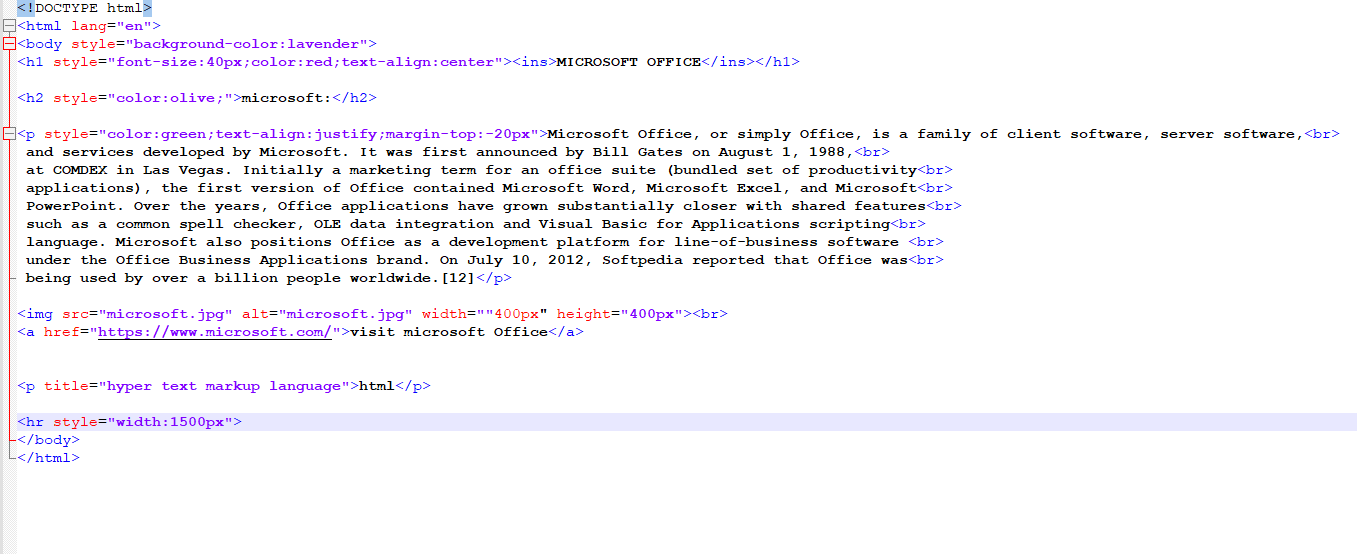 <!DOCTYPE html>
<html lang="en">
<body style="background-color:lavender">
<h1 style="font-size:40px;color:red;text-align:center"><ins>MICROSOFT OFFICE</ins></h1>
<h2 style="color:olive;">microsoft:</h2>
<p style="color:green;text-align:justify;margin-top:-20px">Microsoft Office, or simply Office, is a family of client software, server software,<br>
and services developed by Microsoft. It was first announced by Bill Gates on August 1, 1988,<br>
at COMDEX in Las Vegas. Initially a marketing term for an office suite (bundled set of productivity<br>
applications), the first version of Office contained Microsoft Word, Microsoft Excel, and Microsoft<br>
PowerPoint. Over the years, Office applications have grown substantially closer with shared features<br>
such as a common spell checker, OLE data integration and Visual Basic for Applications scripting<br>
language. Microsoft also positions Office as a development platform for line-of-business software <br>
under the Office Business Applications brand. On July 10, 2012, Softpedia reported that Office was<br>
being used by over a billion people worldwide.[12]</p>
<img src="microsoft.jpg" alt="microsoft.jpg" width=""400px" height="400px"><br>
<a href="https://www.microsoft.com/">visit microsoft Office</a>
<p title="hyper text markup language">html</p>
<hr style="width:1500px">
</body>
</html>